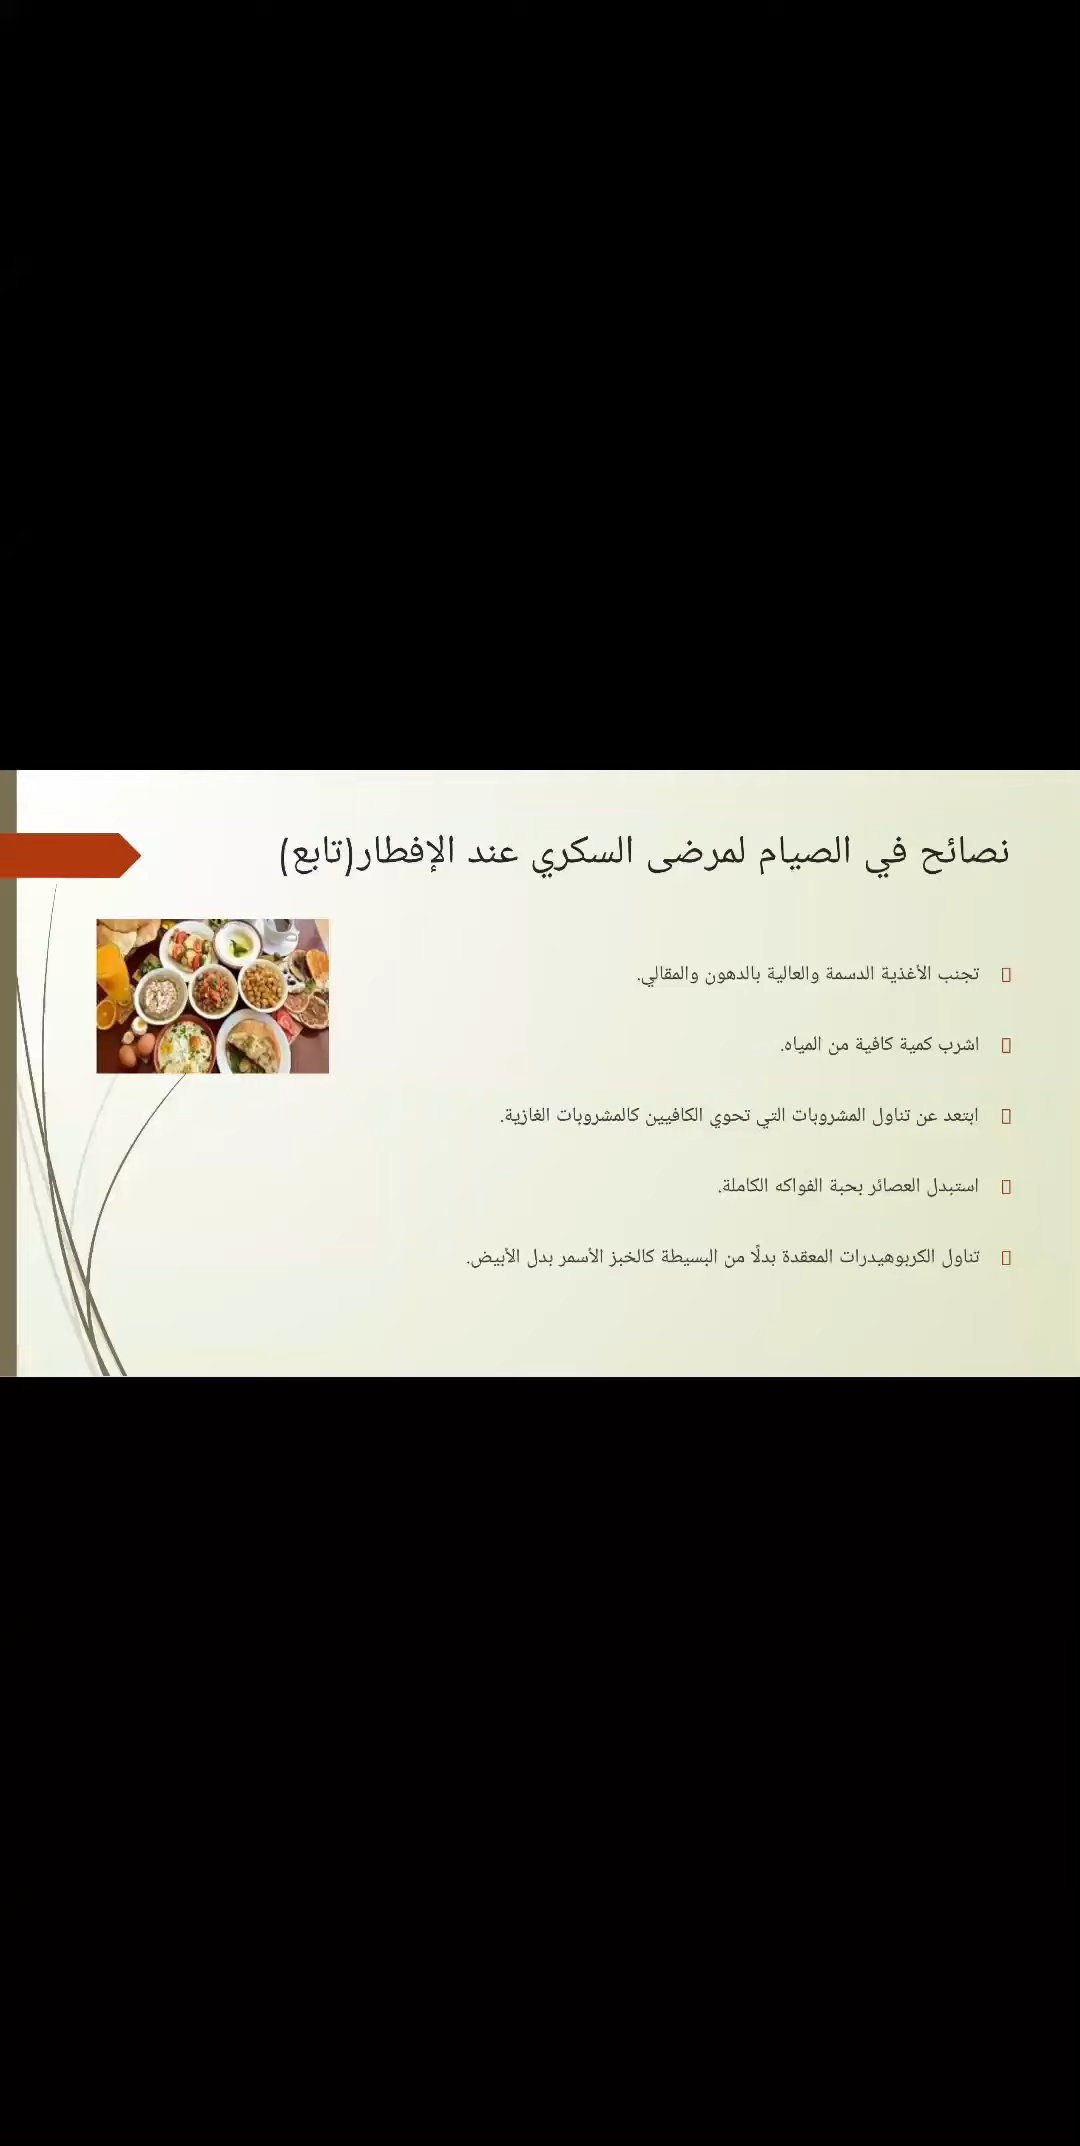 نصائح في الصيام لمرضى السكري عند الإفطار(تابع)
تجنب الأغذية الدسمة والعالية بالدهون والمقالي.
اشرب كمية كافية من المياه.
ابتعد عن تناول المشروبات التي تحوي الكافيين كالمشروبات الغازية.
استبدل العصائر بحبة الفواكه الكاملة.
تناول الكربوهيدرات المعقدة بدلًا من البسيطة كالخبز الأسمر بدل الأبيض.